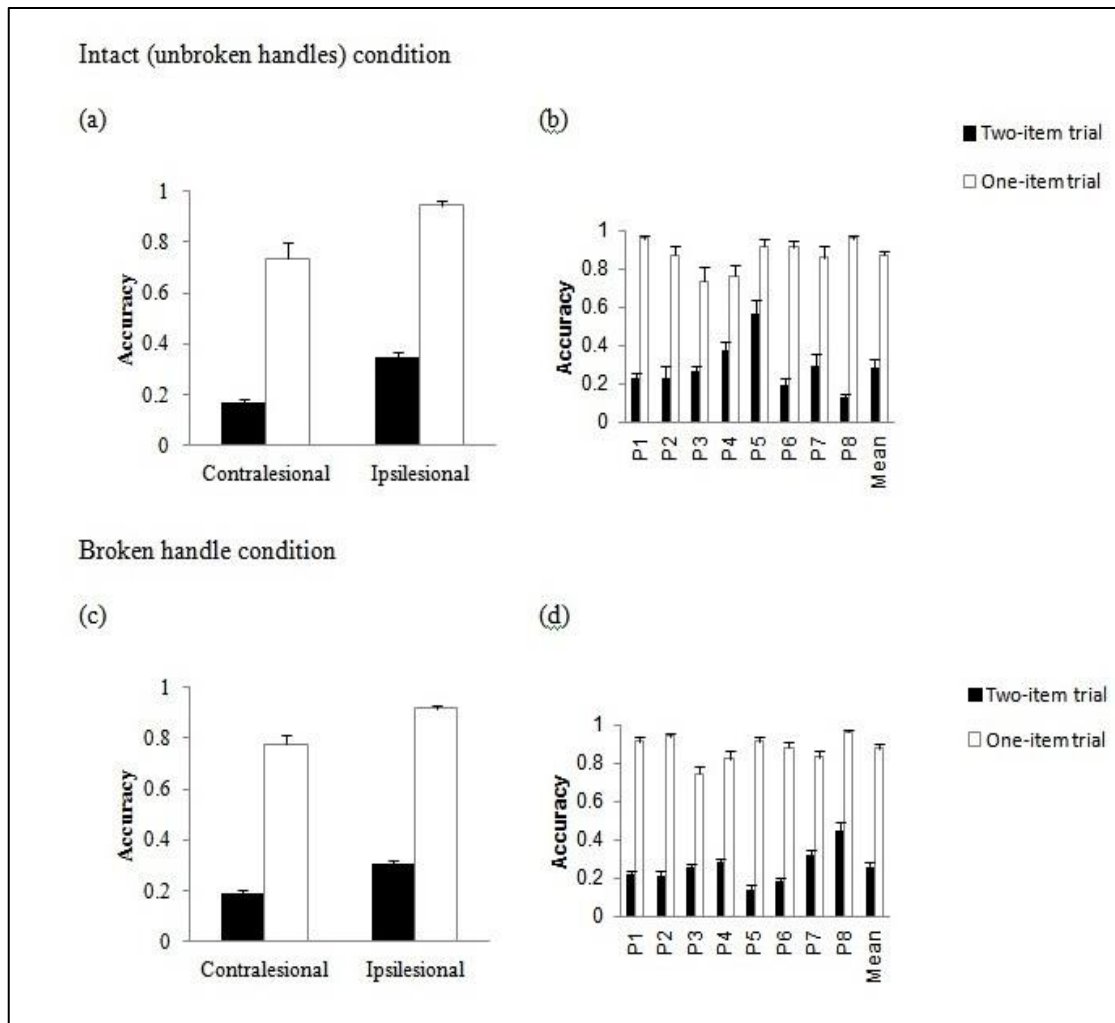 Intact (unbroken handles) condition
(a)
(b)
Two-item trial
One-item trial
Accuracy
1
0.8
0.6
0.4
0.2
0
Contralesional Ipsilesional
Accuracy
1
0.8
0.6
0.4
0.2
0
P1 P2 P3 P4 P5 P6 P7 P8 Mean
Broken handle condition
(c)
(d)
Two-item trial
One-item trial
Accuracy
1
0.8
0.6
0.4
0.2
0
Contralesional Ipsilesional
Accuracy
1
0.8
0.6
0.4
0.2
0
P1 P2 P3 P4 P5 P6 P7 P8 Mean